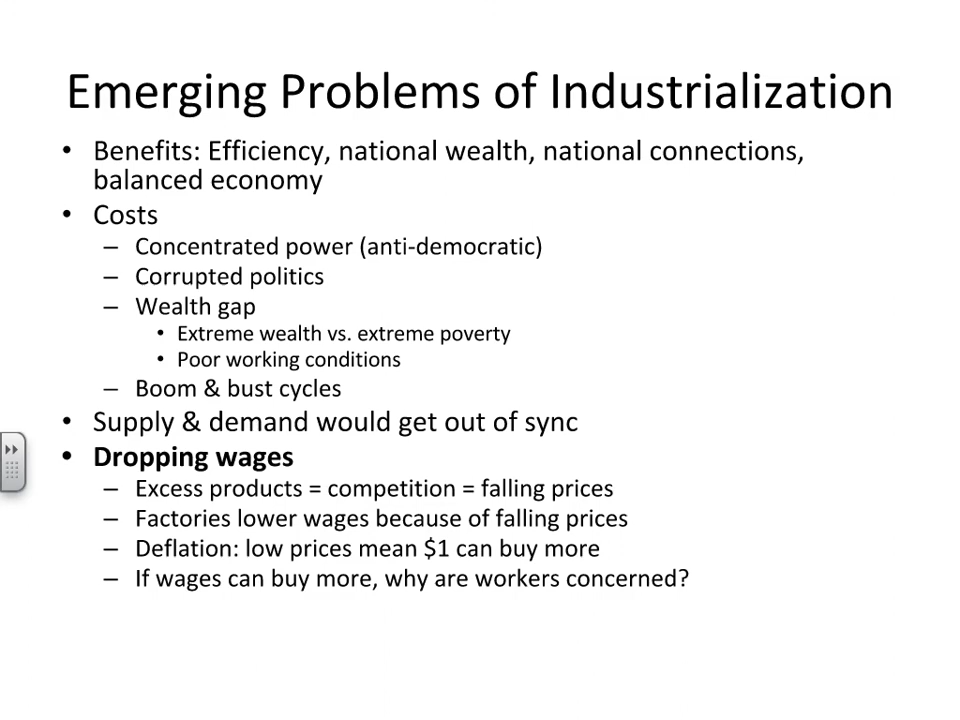 Emerging Problems of Industrialization
• Benefits: Efficiency, national wealth, national connections,
balanced economy
• Costs
– Concentrated power (anti-democratic)
– Corrupted politics
– Wealth gap
• Extreme wealth vs. extreme poverty
• Poor working conditions
– Boom & bust cycles
• Supply & demand would get out of sync
• Dropping wages
– Excess products = competition = falling prices
– Factories lower wages because of falling prices
– Deflation: low prices mean $1 can buy more
– If wages can buy more, why are workers concerned?